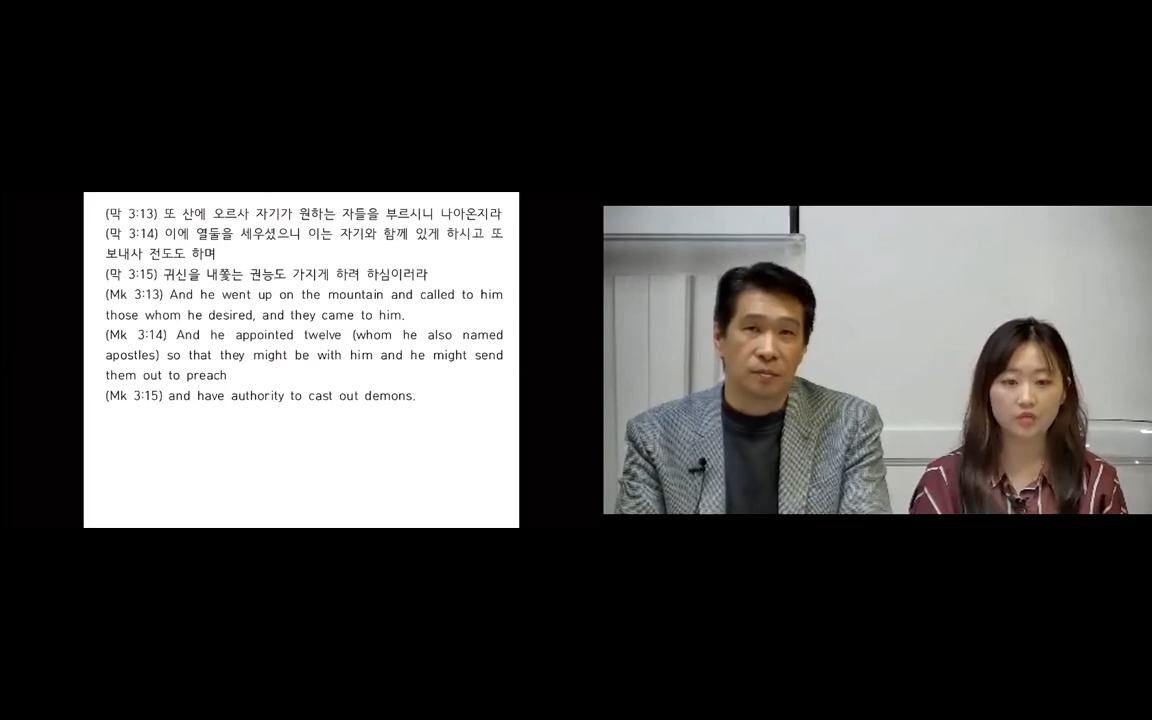 (막 3:13) 또 산에 오르사 자기가 원하는 자들을 부르시니 나아온지라
(막 3:14) 이에 열둘을 세우셨으니 이는 자기와 함께 있게 하시고 또
보내사 전도도 하며
(막 3:15) 귀신을 내쫓는 권능도 가지게 하려 하심이러라
(Mk 3:13) And he went up on the mountain and called to him
those whom he desired, and they came to him.
(Mk 3:14) And he appointed twelve (whom he also named
apostles) so that they might be with him and he might send
them out to preach
(Mk 3:15) and have authority to cast out demons.